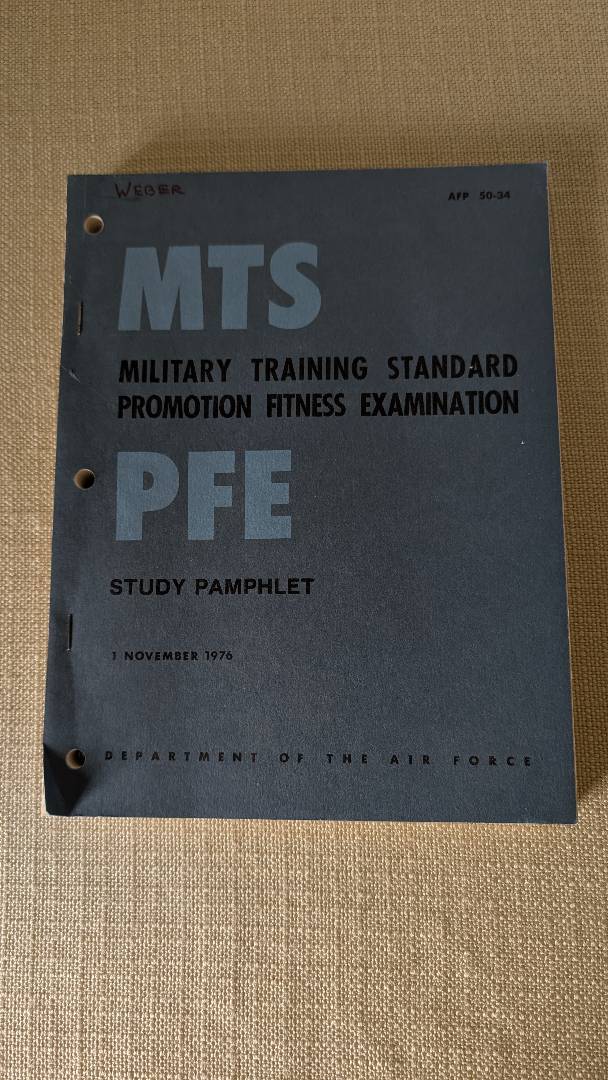 WEBER
AFP 50-34
MTS
MILITARY TRAINING STANDARD
PROMOTION FITNESS EXAMINATION
PFE
STUDY PAMPHLET
1 NOVEMBER 1976
DEPARTMENT OF THE AIR FORCE